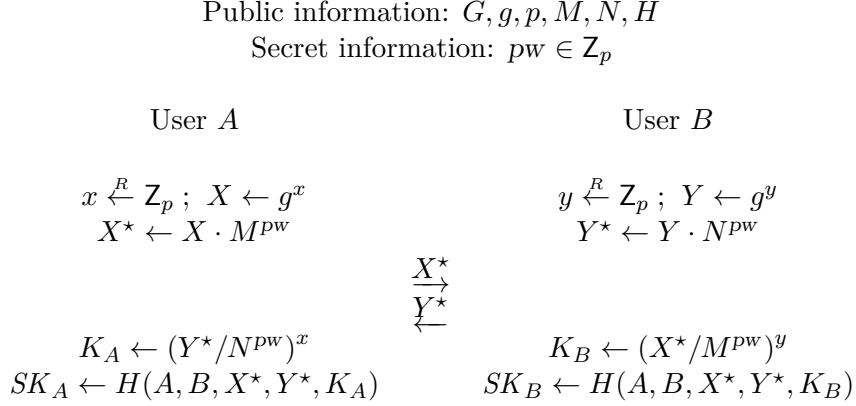 Public information: G, g, p, M, N, H
Secret information: pw ∈ Z_p
User A User B
x ←^R Z_p ; X ← g^x y ←^R Z_p ; Y ← g^y
X^⋆ ← X · M^pw Y^⋆ ← Y · N^pw
X^⋆
⟶
Y^⋆
⟵
K_A ← (Y^⋆/N^pw)^x K_B ← (X^⋆/M^pw)^y
SK_A ← H(A, B, X^⋆, Y^⋆, K_A) SK_B ← H(A, B, X^⋆, Y^⋆, K_B)